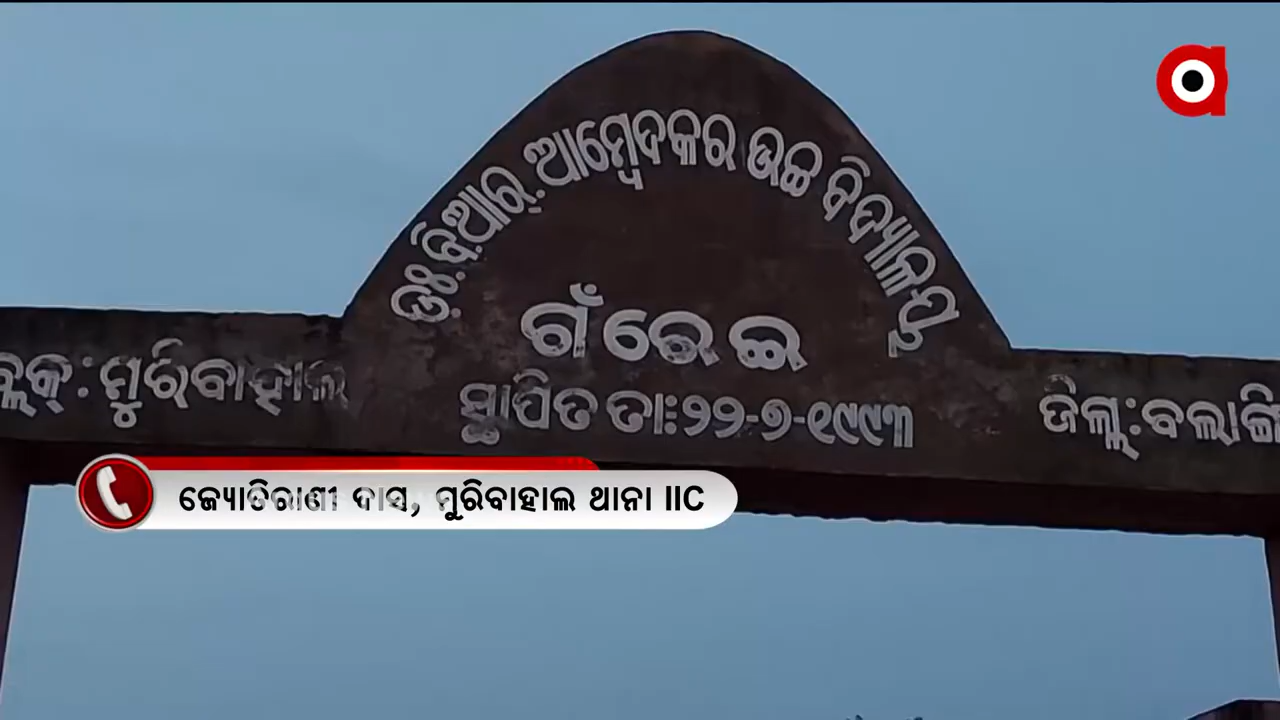 ଡଃ.ବି.ଆର୍.ଆମ୍ବେଦକର ଉଚ୍ଚ ବିଦ୍ୟାଳୟ
ଗଁରେଇ
ବ୍ଲକ୍:ମୁରିବାହାଲ
ସ୍ଥାପିତ ତା:୨୨-୭-୧୯୯୩
ଜିଲ୍ଲା:ବଲାଙ୍ଗି
ଜ୍ୟୋତିରାଣୀ ଦାସ, ମୁରିବାହାଲ ଥାନା IIC